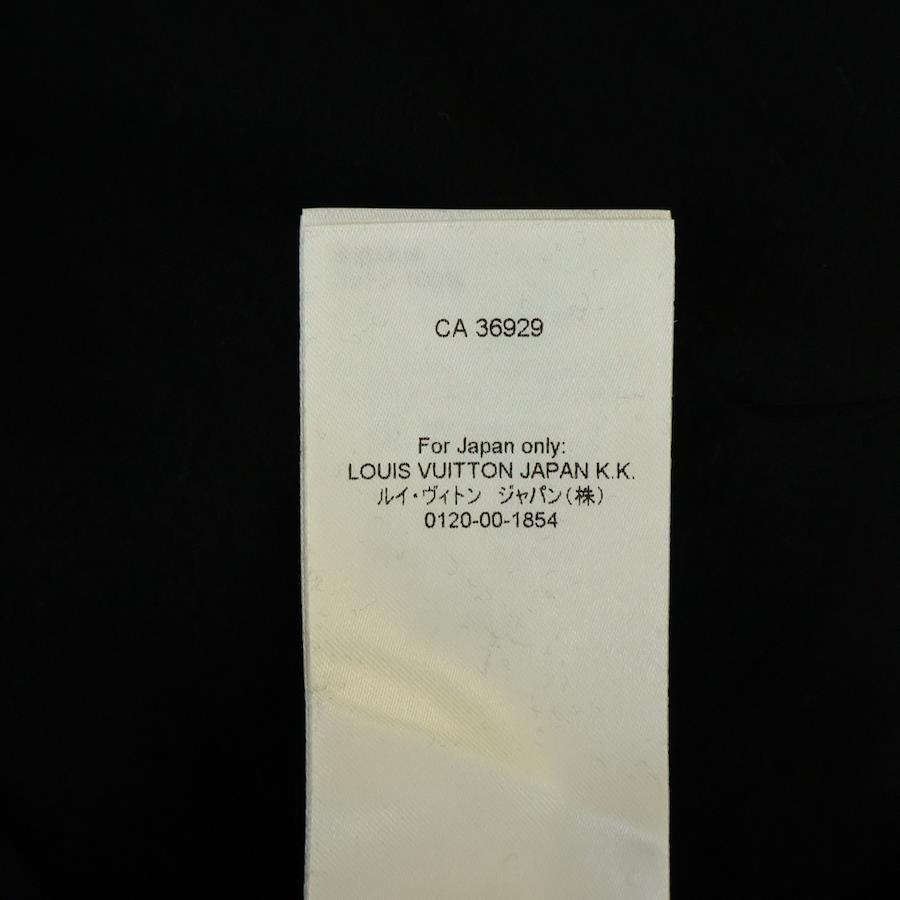 CA 36929
For Japan only:
LOUIS VUITTON JAPAN K.K.
ルイ・ヴィトン　ジャパン(株)
0120-00-1854